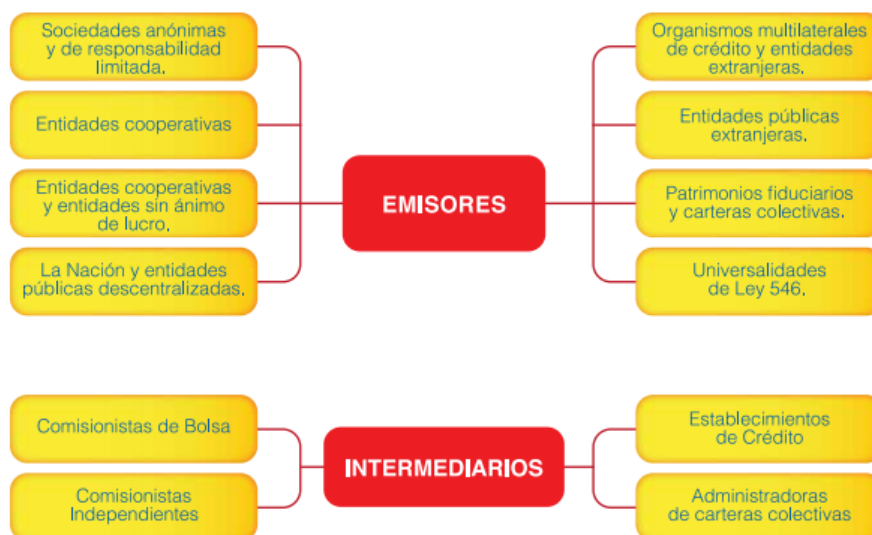 Sociedades anónimas
y de responsabilidad
limitada.
Entidades cooperativas
Entidades cooperativas
y entidades sin ánimo
de lucro.
La Nación y entidades
públicas descentralizadas.
EMISORES
Organismos multilaterales
de crédito y entidades
extranjeras.
Entidades públicas
extranjeras.
Patrimonios fiduciarios
y carteras colectivas.
Universalidades
de Ley 546.
Comisionistas de Bolsa
Comisionistas
Independientes
INTERMEDIARIOS
Establecimientos
de Crédito
Administradoras
de carteras colectivas